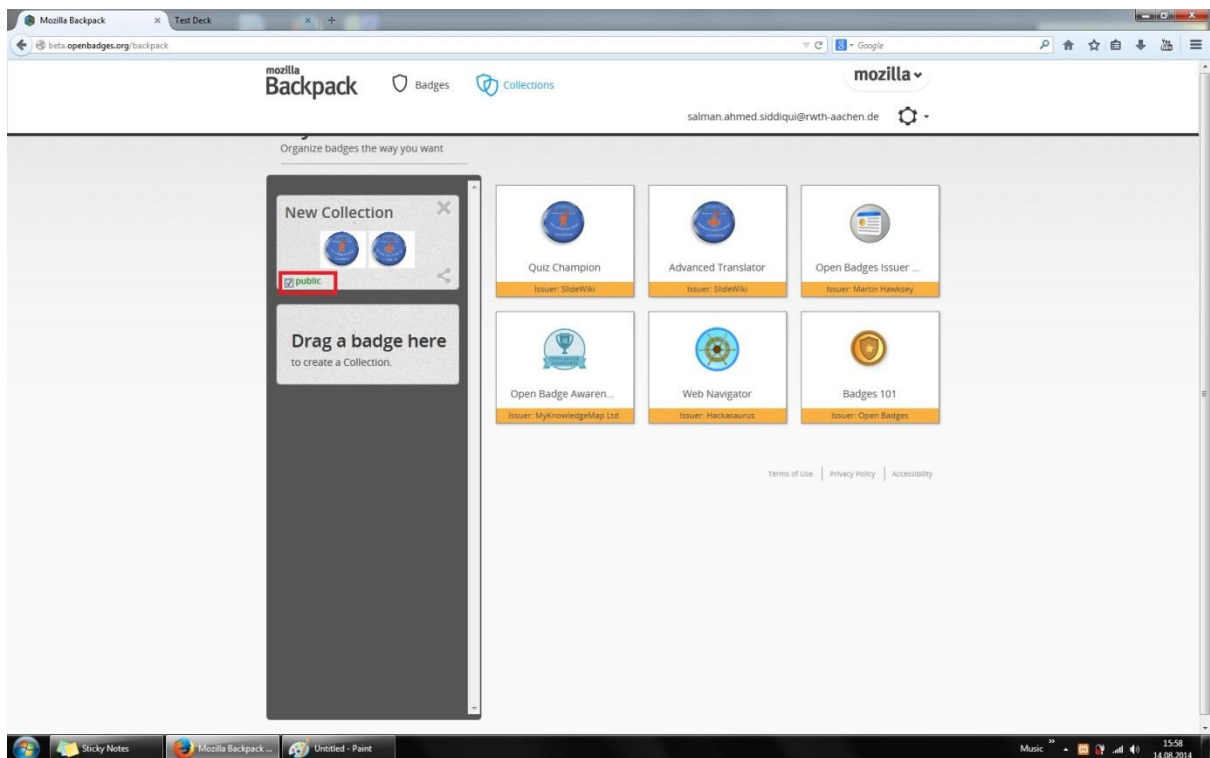 Mozilla Backpack
Test Deck
beta.openbadges.org/backpack
Google
mozilla
Backpack
Badges
Collections
mozilla
salman.ahmed.siddiqui@rwth-aachen.de
Organize badges the way you want
New Collection
public
Drag a badge here
to create a Collection.
Quiz Champion
Issuer: SlideWiki
Advanced Translator
Issuer: SlideWiki
Open Badges Issuer ...
Issuer: Martin Hawksey
Open Badge Awaren...
Issuer: MyKnowledgeMap Ltd.
Web Navigator
Issuer: Hackasaurus
Badges 101
Issuer: Open Badges
Terms of Use | Privacy Policy | Accessibility
Sticky Notes
Mozilla Backpack ...
Untitled - Paint
Music
15:58
14.08.2014